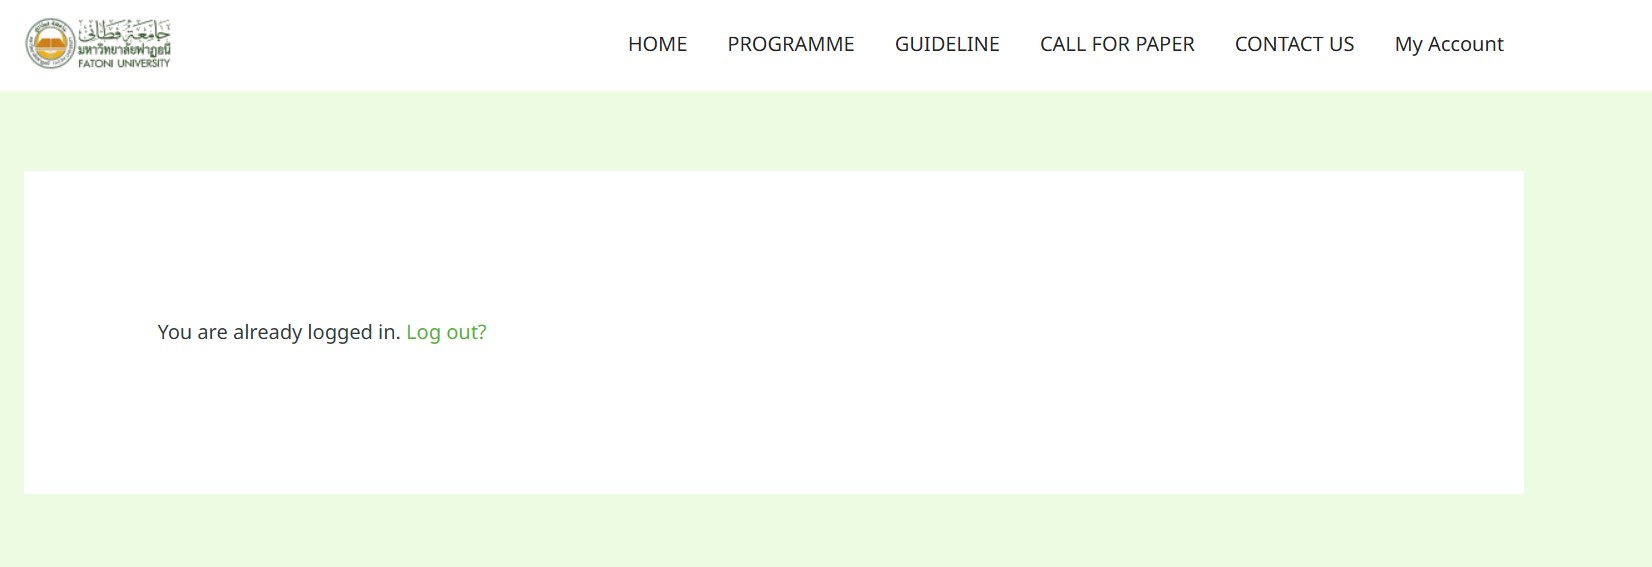 جامعة فطاني
มหาวิทยาลัยฟาฏอนี
FATONI UNIVERSITY
HOME PROGRAMME GUIDELINE CALL FOR PAPER CONTACT US My Account
You are already logged in. Log out?